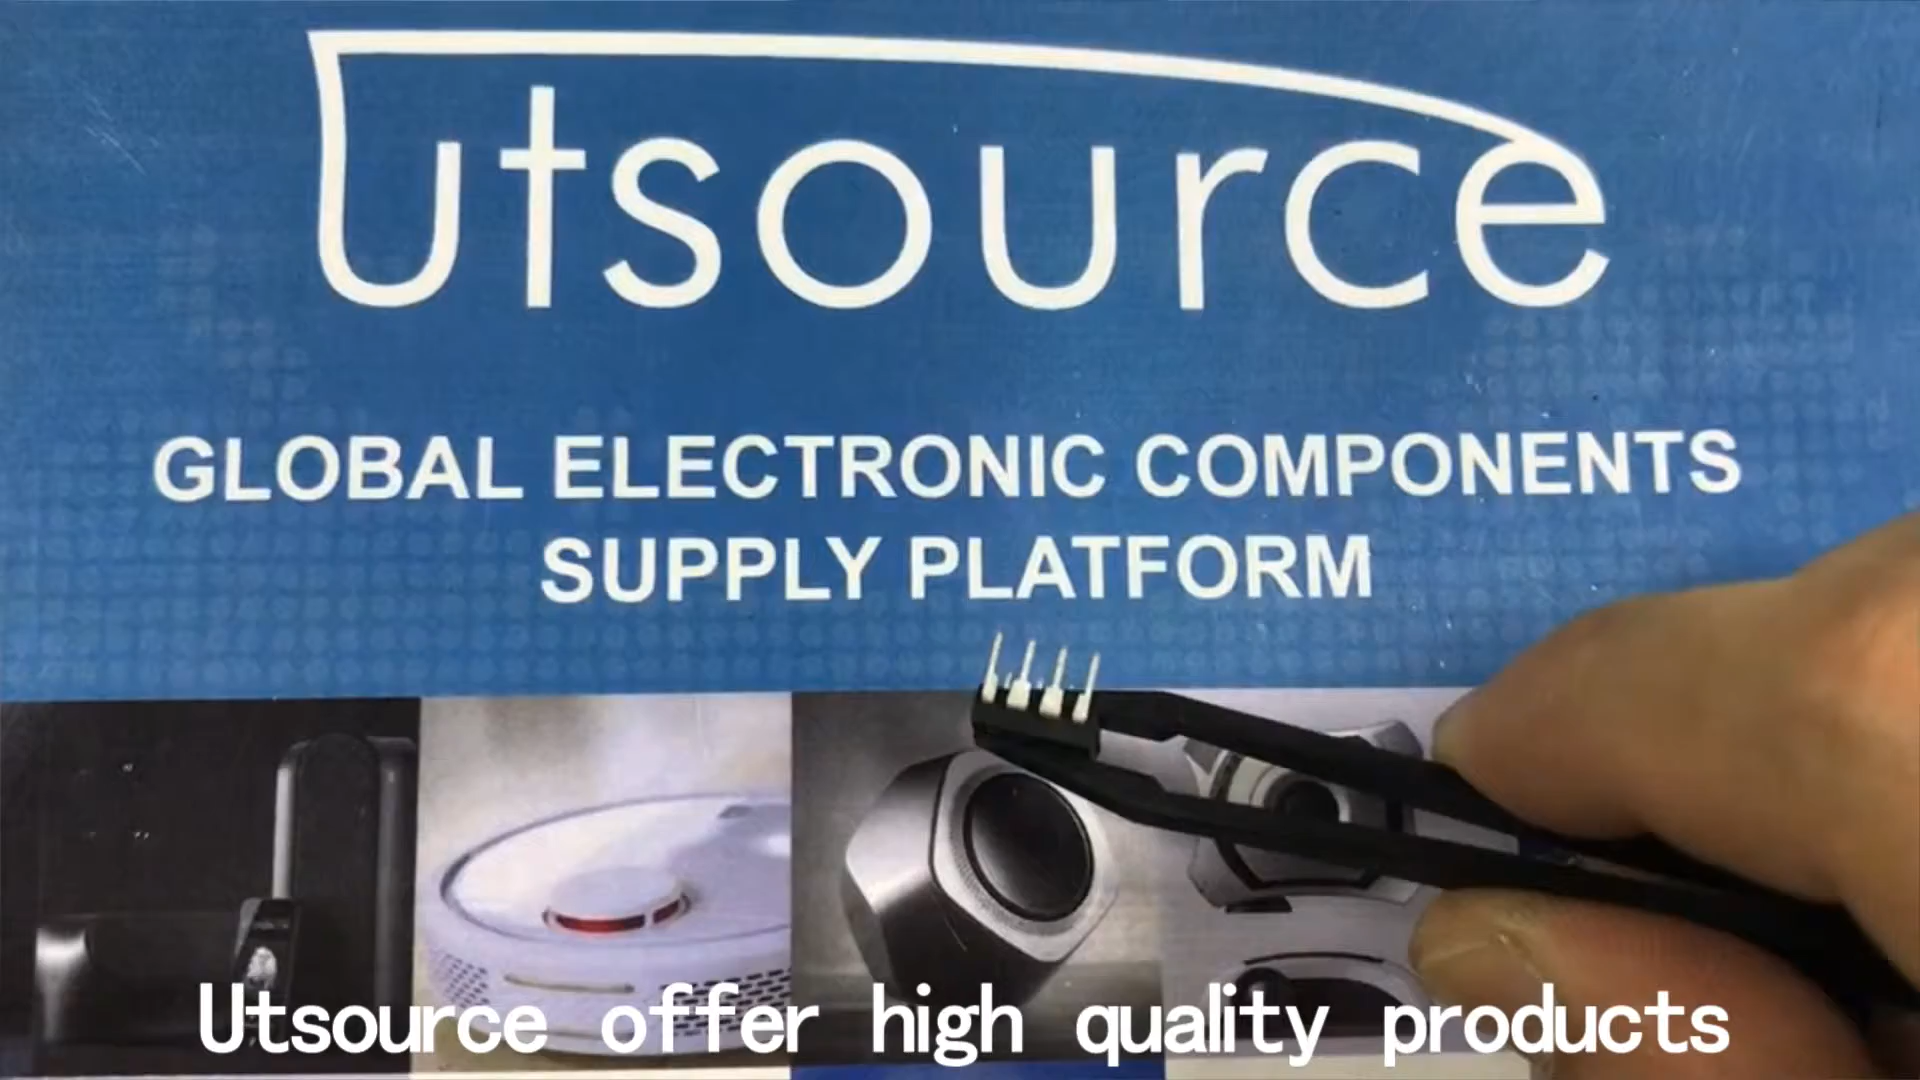 Utsource
GLOBAL ELECTRONIC COMPONENTS
SUPPLY PLATFORM
Utsource offer high quality products